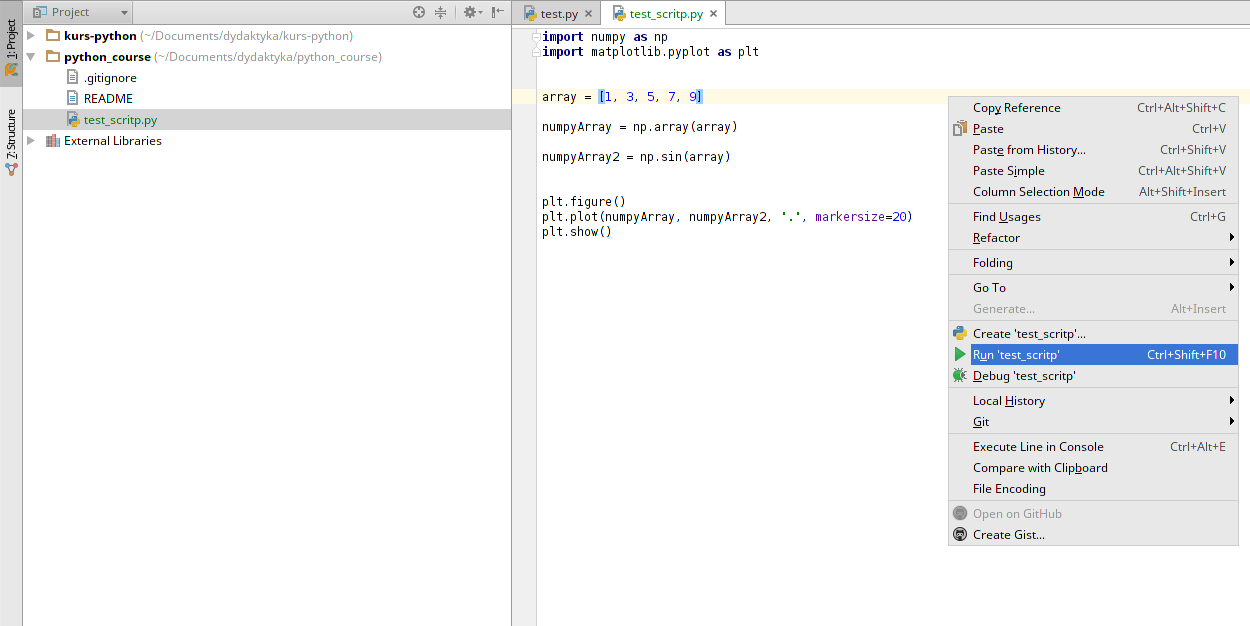 1: Project
Z: Structure
Project
kurs-python (~/Documents/dydaktyka/kurs-python)
python_course (~/Documents/dydaktyka/python_course)
.gitignore
README
test_scritp.py
External Libraries
test.py
test_scritp.py
import numpy as np
import matplotlib.pyplot as plt
array = [1, 3, 5, 7, 9]
numpyArray = np.array(array)
numpyArray2 = np.sin(array)
plt.figure()
plt.plot(numpyArray, numpyArray2, '.', markersize=20)
plt.show()
Copy Reference Ctrl+Alt+Shift+C
Paste Ctrl+V
Paste from History... Ctrl+Shift+V
Paste Simple Ctrl+Alt+Shift+V
Column Selection Mode Alt+Shift+Insert
Find Usages Ctrl+G
Refactor
Folding
Go To
Generate... Alt+Insert
Create 'test_scritp'...
Run 'test_scritp' Ctrl+Shift+F10
Debug 'test_scritp'
Local History
Git
Execute Line in Console Ctrl+Alt+E
Compare with Clipboard
File Encoding
Open on GitHub
Create Gist...